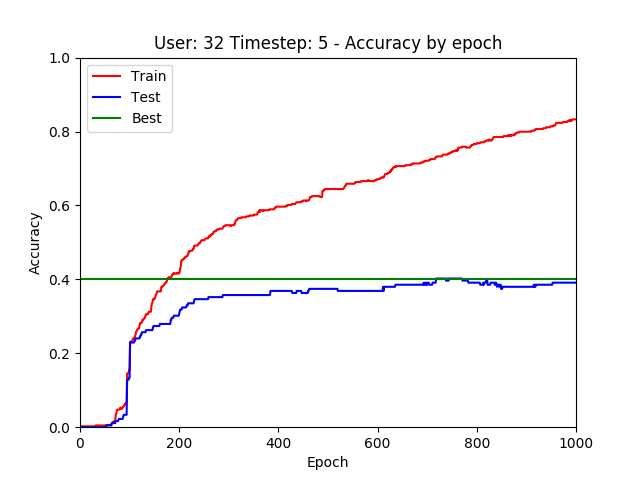 User: 32 Timestep: 5 - Accuracy by epoch
Train
Test
Best
1.0
0.8
0.6
0.4
0.2
0.0
Accuracy
0 200 400 600 800 1000
Epoch